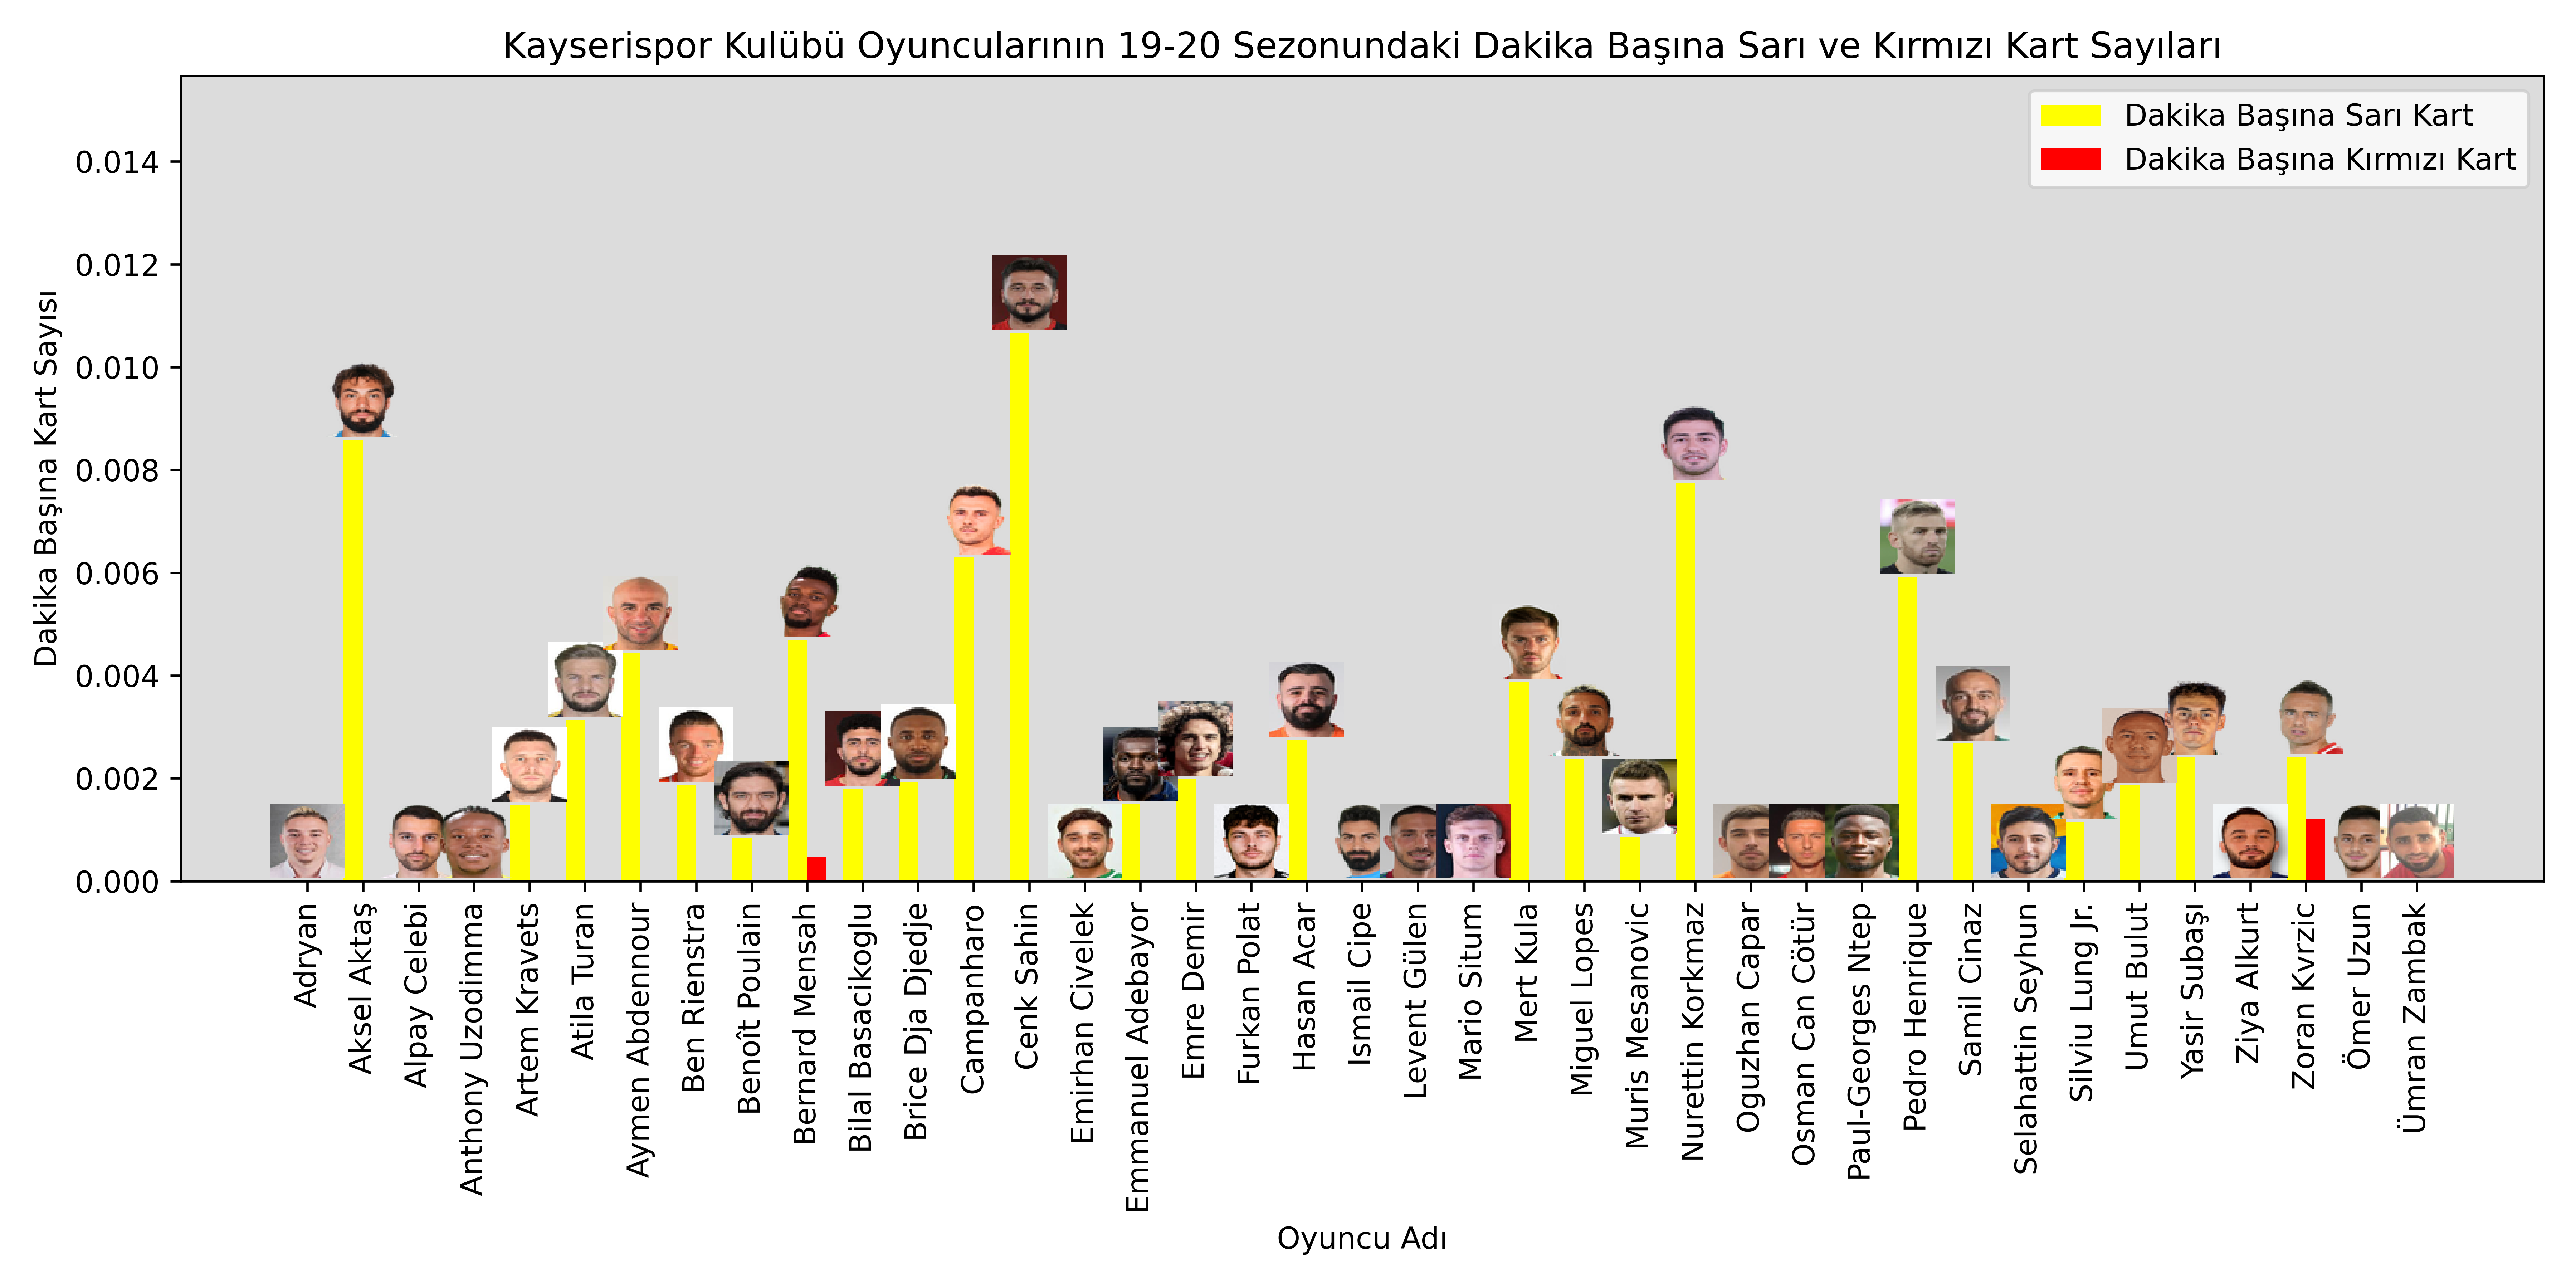 Kayserispor Kulübü Oyuncularının 19-20 Sezonundaki Dakika Başına Sarı ve Kırmızı Kart Sayıları
Dakika Başına Sarı Kart
Dakika Başına Kırmızı Kart
Dakika Başına Kart Sayısı
0.014
0.012
0.010
0.008
0.006
0.004
0.002
0.000
Adryan
Aksel Aktaş
Alpay Celebi
Anthony Uzodimma
Artem Kravets
Atila Turan
Aymen Abdennour
Ben Rienstra
Benoît Poulain
Bernard Mensah
Bilal Basacikoglu
Brice Dja Djedje
Campanharo
Cenk Sahin
Emirhan Civelek
Emmanuel Adebayor
Emre Demir
Furkan Polat
Hasan Acar
Ismail Cipe
Levent Gülen
Mario Situm
Mert Kula
Miguel Lopes
Muris Mesanovic
Nurettin Korkmaz
Oguzhan Capar
Osman Can Cötür
Paul-Georges Ntep
Pedro Henrique
Samil Cinaz
Selahattin Seyhun
Silviu Lung Jr.
Umut Bulut
Yasir Subaşı
Ziya Alkurt
Zoran Kvrzic
Ömer Uzun
Ümran Zambak
Oyuncu Adı